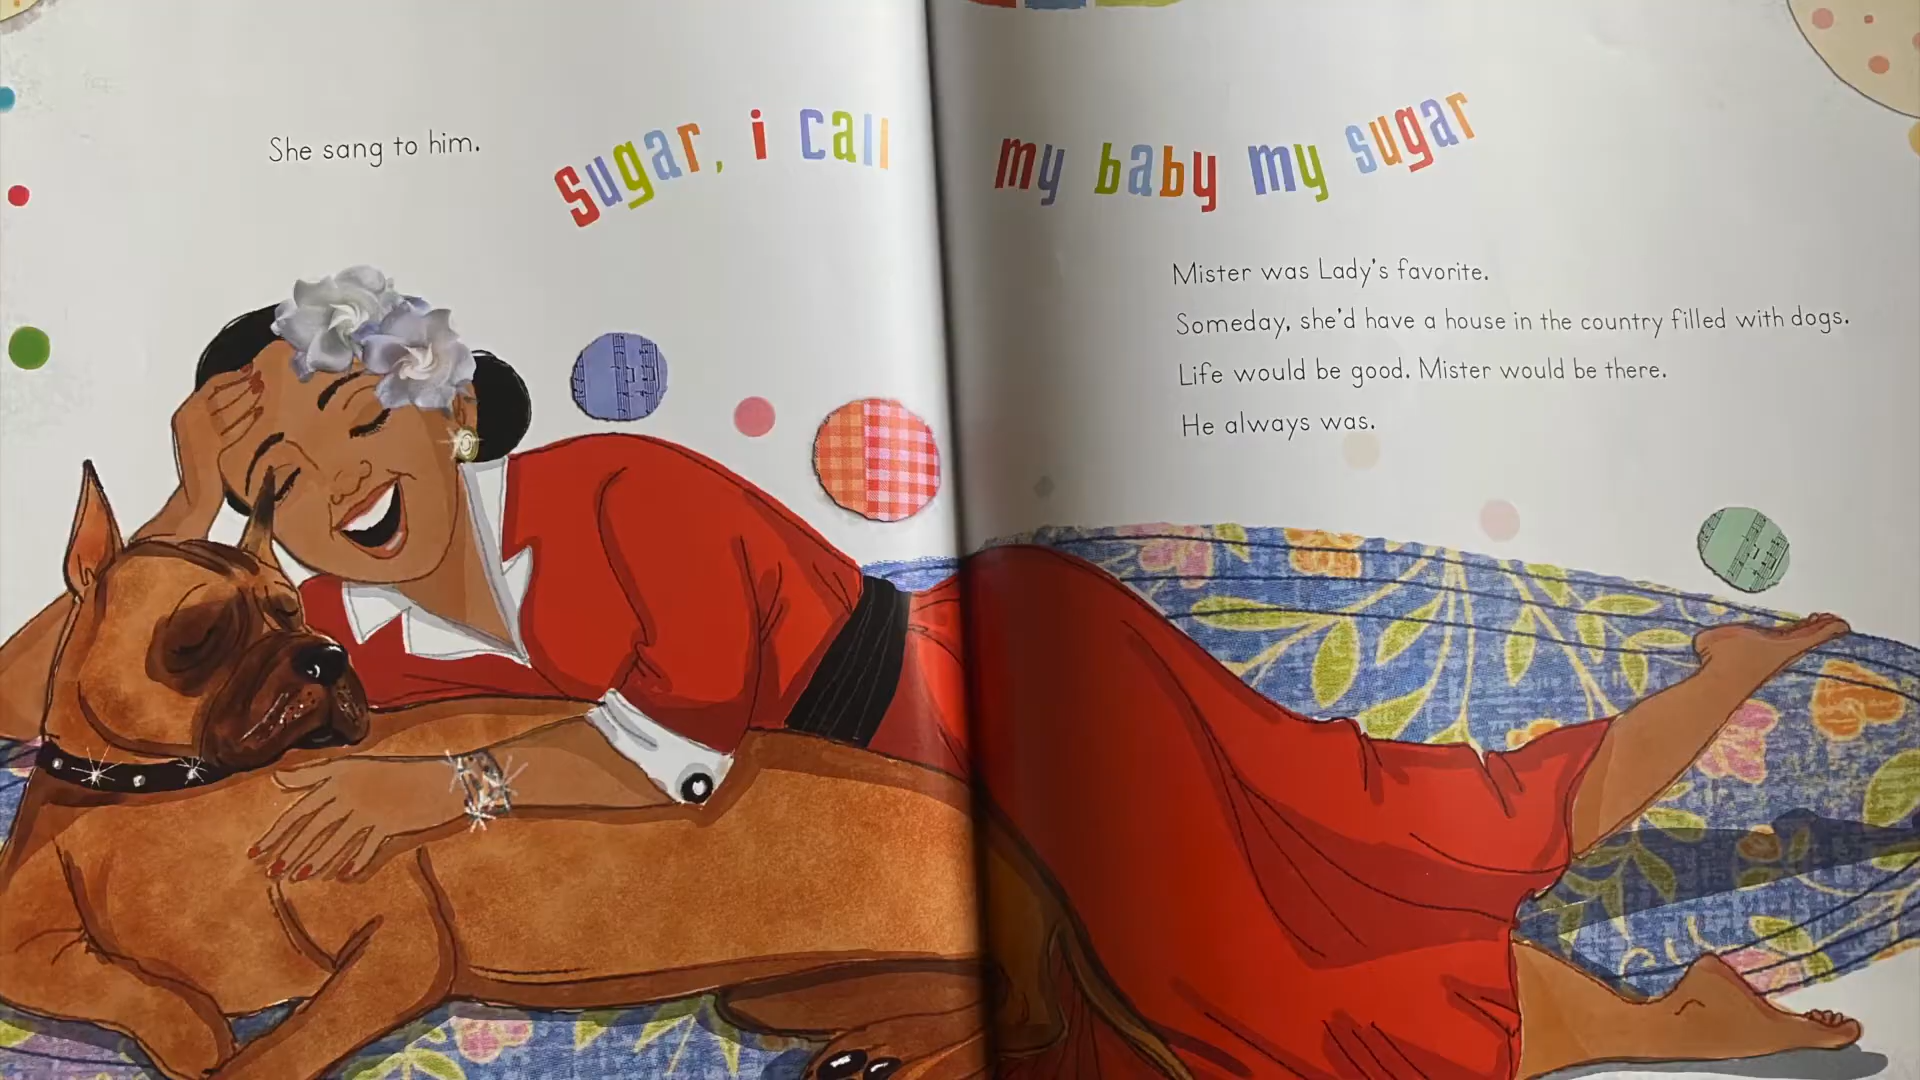 She sang to him.
Sugar, i call my baby my sugar
Mister was Lady's favorite.
Someday, she'd have a house in the country filled with dogs.
Life would be good. Mister would be there.
He always was.